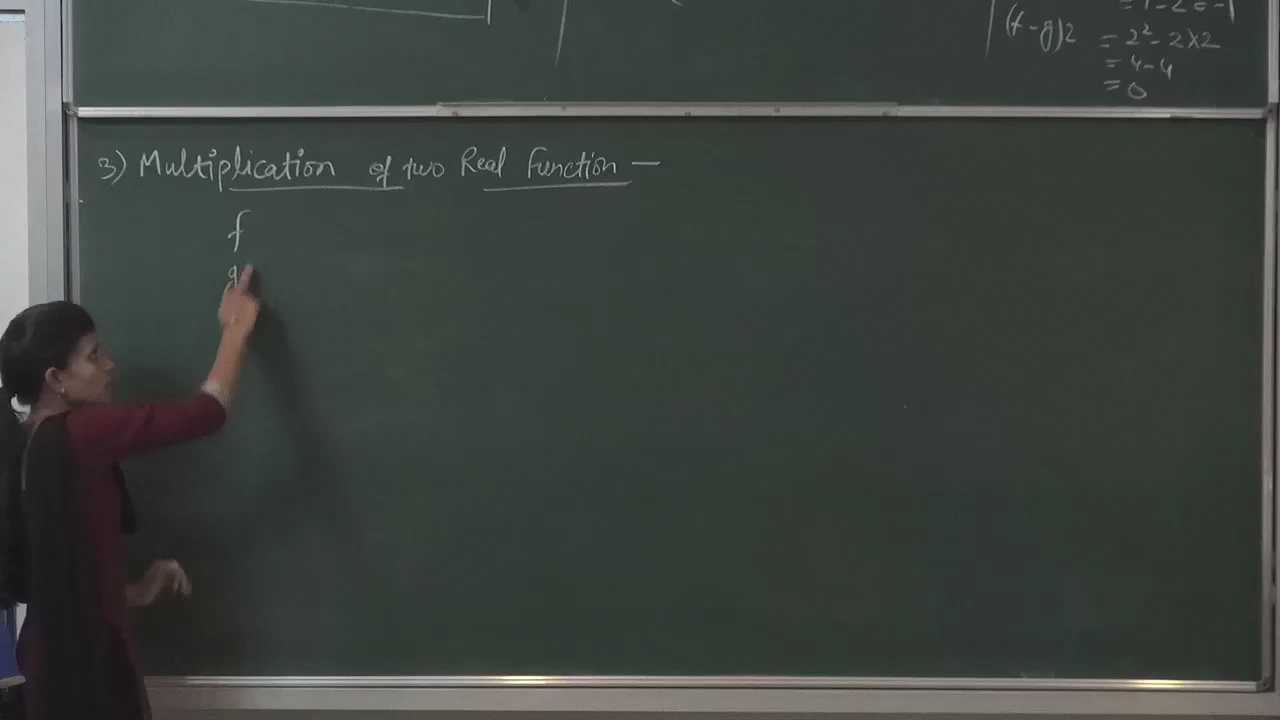 = 1 - 2 = -1
(f - g)2 = 2² - 2×2
= 4 - 4
= 0
3) Multiplication of two Real Function —
f
g